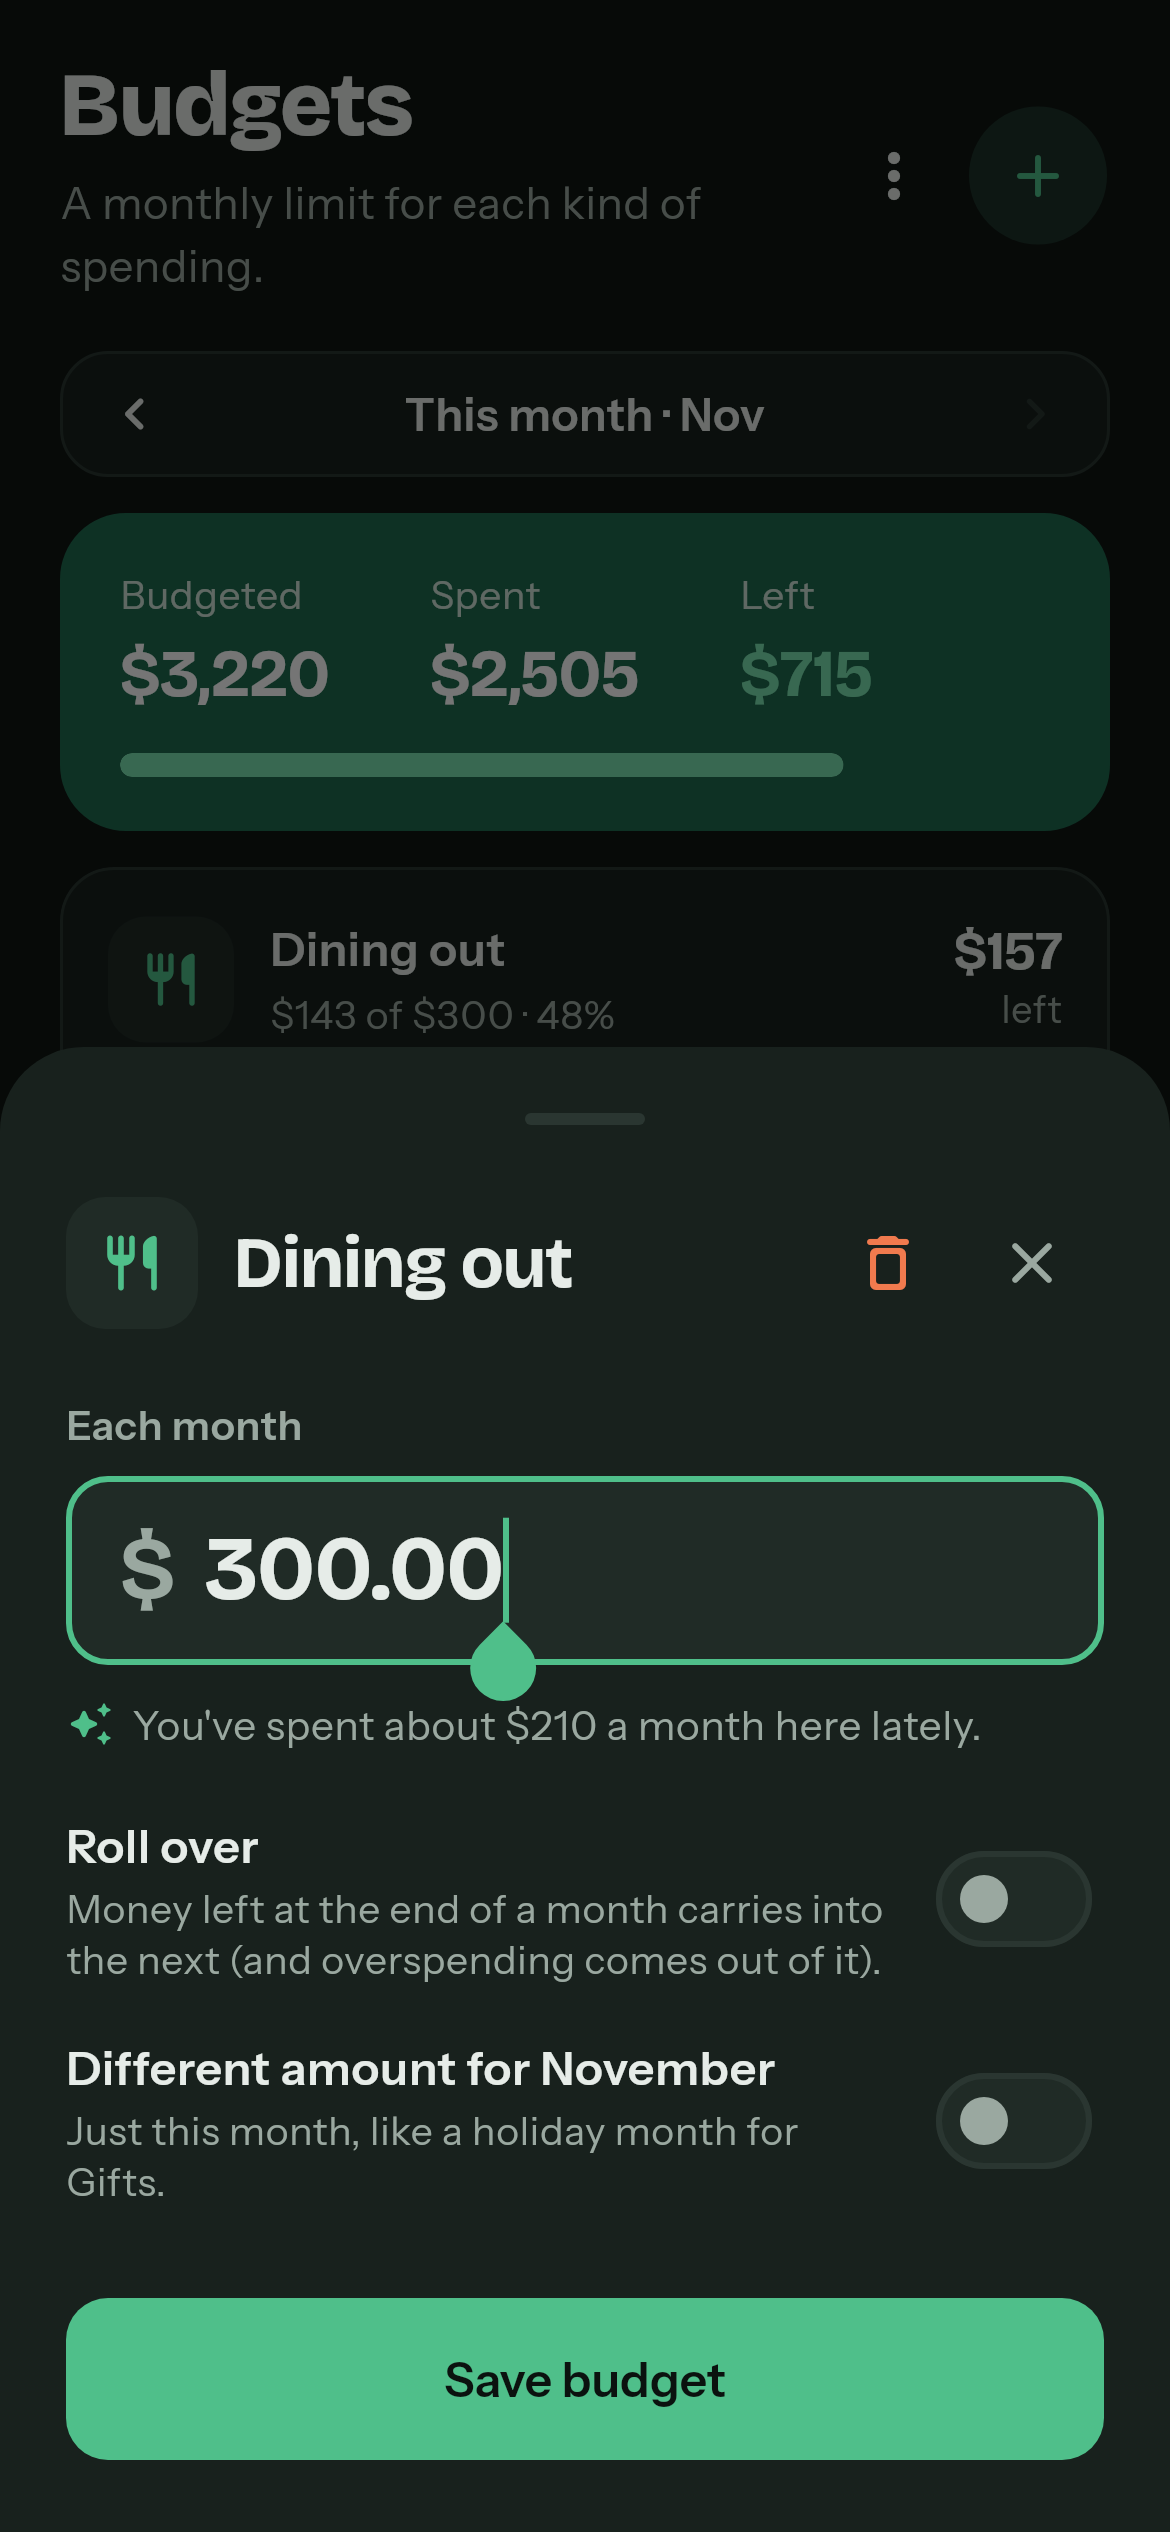 Budgets
A monthly limit for each kind of
spending.
This month · Nov
Budgeted
Spent
Left
$3,220
$2,505
$715
Dining out
$157
$143 of $300 · 48%
left
Dining out
Each month
$ 300.00
You've spent about $210 a month here lately.
Roll over
Money left at the end of a month carries into
the next (and overspending comes out of it).
Different amount for November
Just this month, like a holiday month for
Gifts.
Save budget